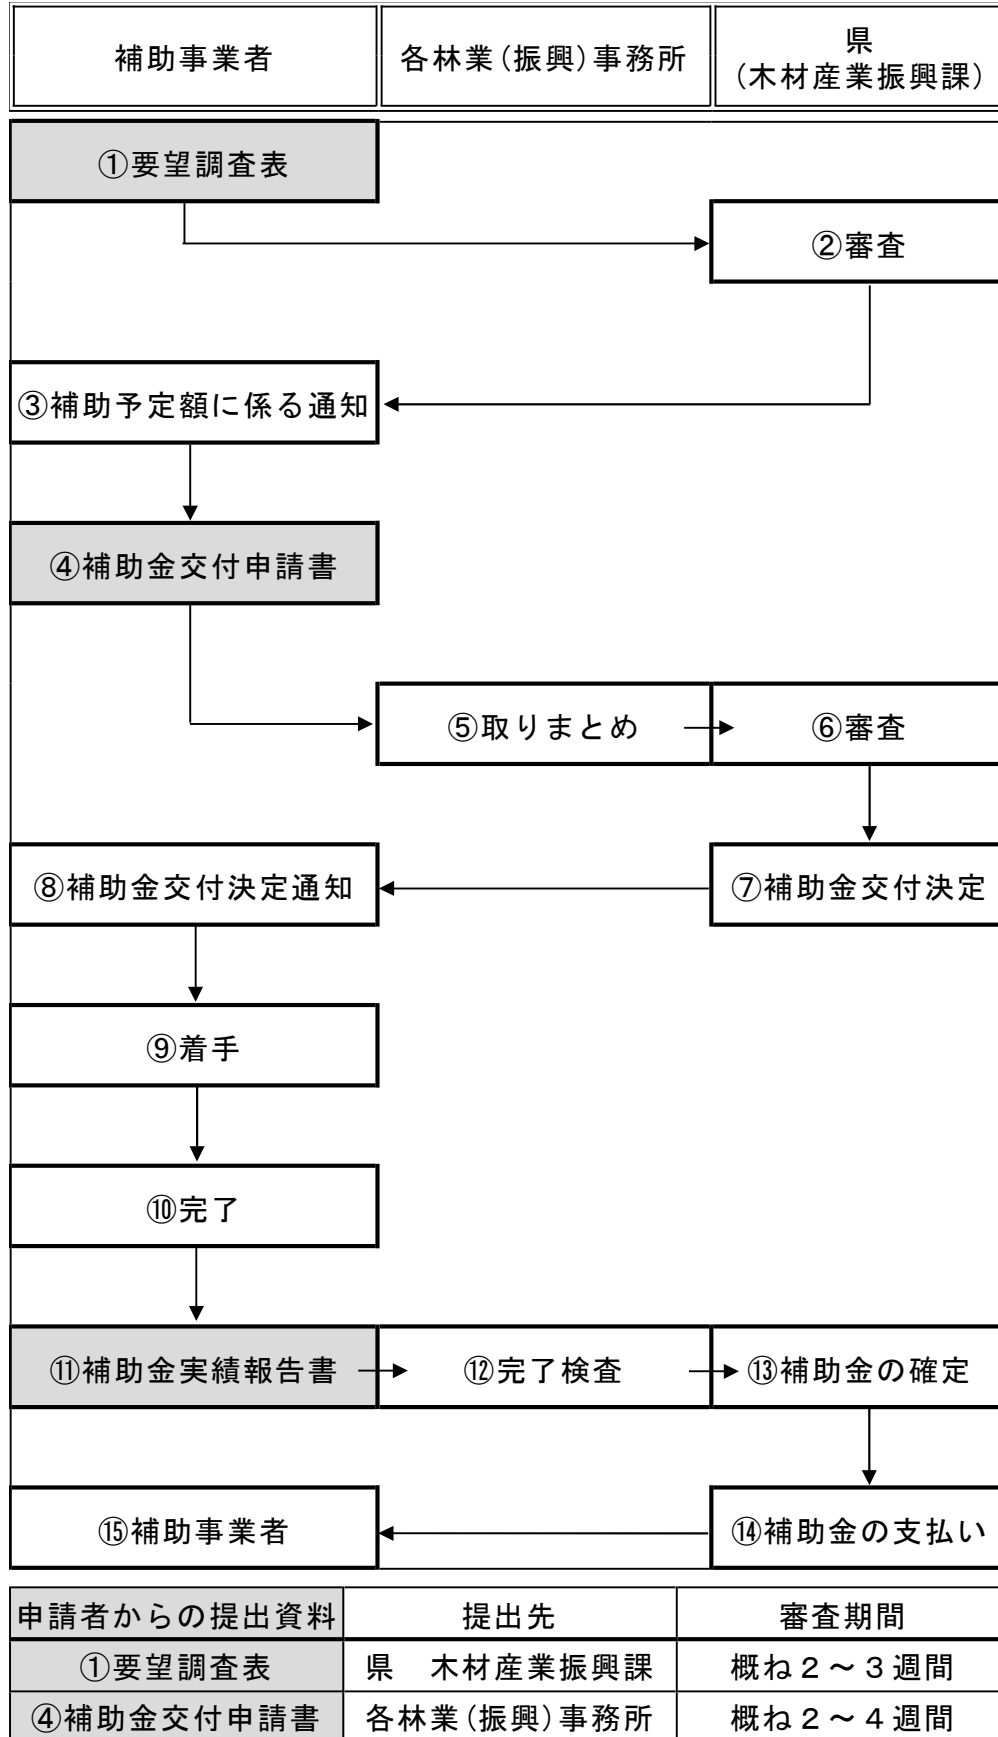 補助事業者
各林業(振興)事務所
県
(木材産業振興課)
①要望調査表
②審査
③補助予定額に係る通知
④補助金交付申請書
⑤取りまとめ
⑥審査
⑧補助金交付決定通知
⑦補助金交付決定
⑨着手
⑩完了
⑪補助金実績報告書
⑫完了検査
⑬補助金の確定
⑮補助事業者
⑭補助金の支払い
申請者からの提出資料
提出先
審査期間
①要望調査表
県　木材産業振興課
概ね２～３週間
④補助金交付申請書
各林業(振興)事務所
概ね２～４週間